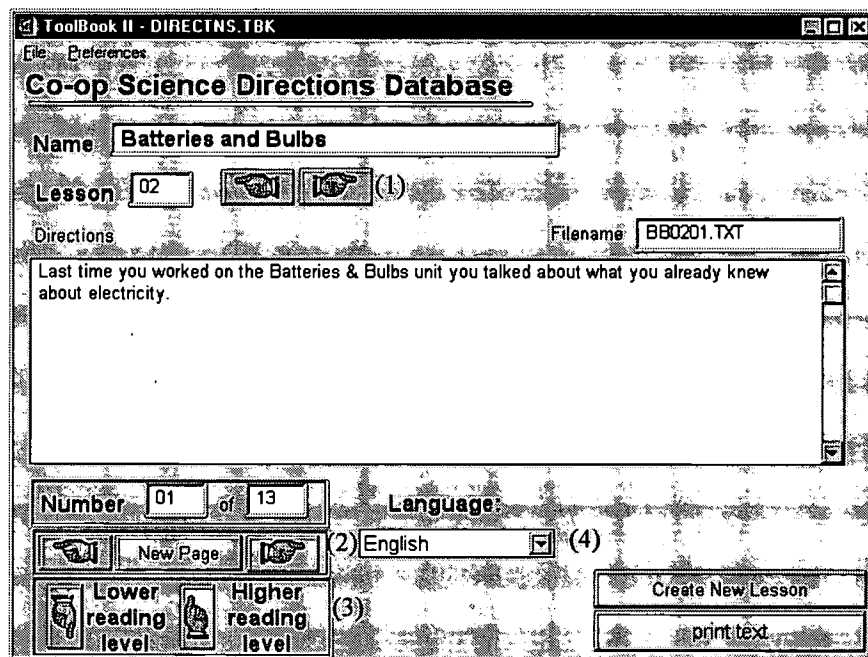 ToolBook II - DIRECTNS.TBK
File Preferences
Co-op Science Directions Database
Name Batteries and Bulbs
Lesson 02 (1)
Directions Filename BB0201.TXT
Last time you worked on the Batteries & Bulbs unit you talked about what you already knew
about electricity.
Number 01 of 13 Language:
New Page (2) English (4)
Lower reading level Higher reading level (3)
Create New Lesson
print text